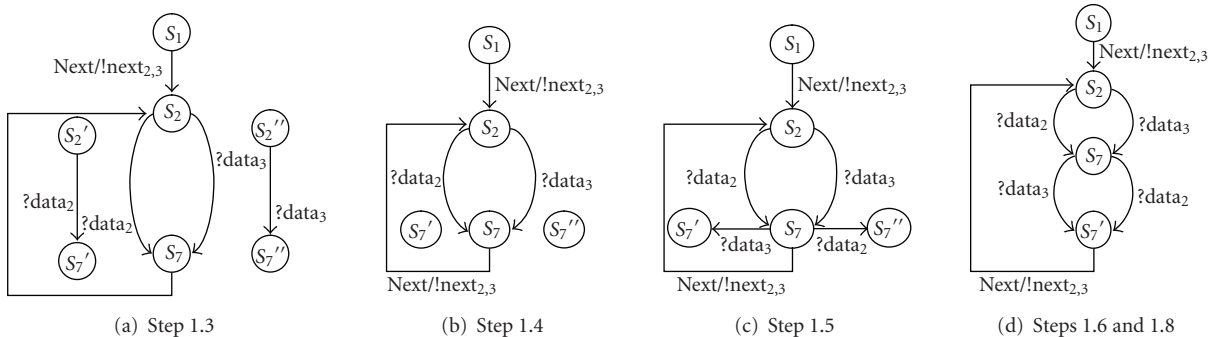 S₁
Next/!next₂,₃
S₂
S₂′
S₂′′
?data₃
?data₂
?data₂
?data₃
S₇
S₇′
S₇′′
(a) Step 1.3
S₁
Next/!next₂,₃
S₂
?data₂
?data₃
S₇′
S₇
S₇′′
Next/!next₂,₃
(b) Step 1.4
S₁
Next/!next₂,₃
S₂
?data₂
?data₃
S₇′
S₇
S₇′′
?data₃
?data₂
Next/!next₂,₃
(c) Step 1.5
S₁
Next/!next₂,₃
S₂
?data₂
?data₃
S₇
?data₃
?data₂
S₇′
Next/!next₂,₃
(d) Steps 1.6 and 1.8